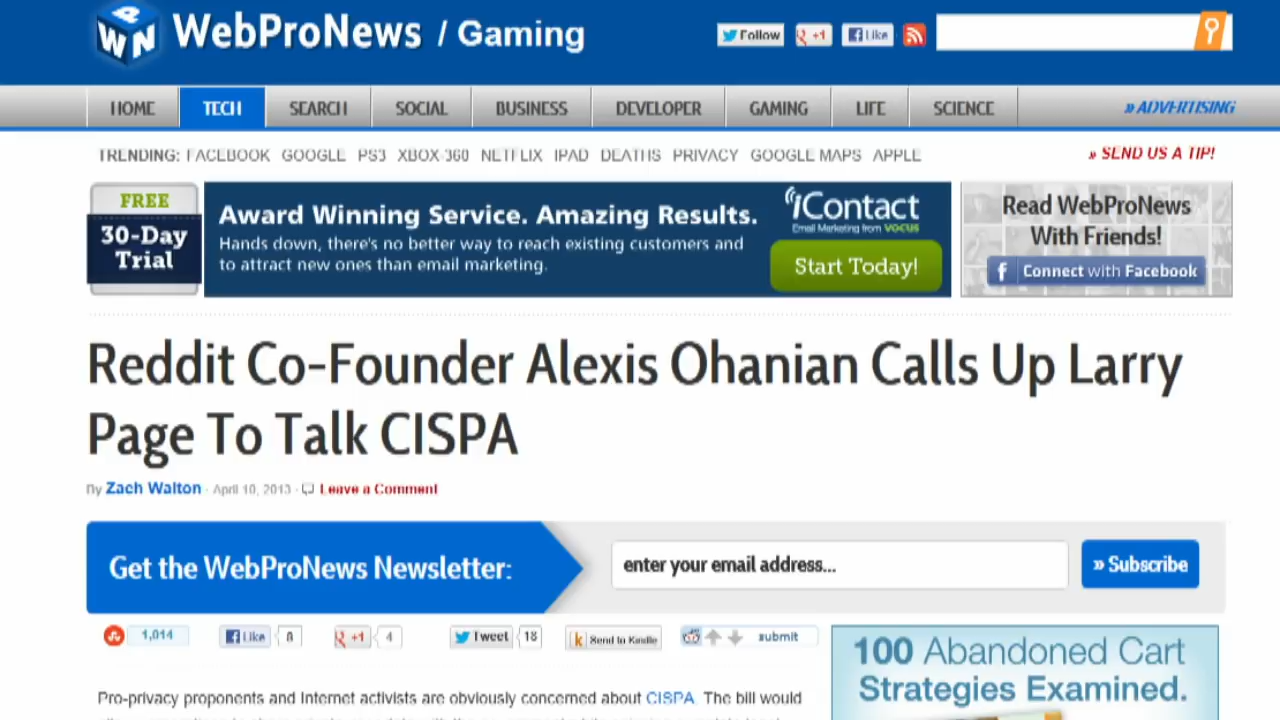 WPN WebProNews / Gaming
Follow +1 Like
HOME TECH SEARCH SOCIAL BUSINESS DEVELOPER GAMING LIFE SCIENCE » ADVERTISING
TRENDING: FACEBOOK GOOGLE PS3 XBOX 360 NETFLIX IPAD DEATHS PRIVACY GOOGLE MAPS APPLE » SEND US A TIP!
FREE
30-Day
Trial
Award Winning Service. Amazing Results.
Hands down, there's no better way to reach existing customers and
to attract new ones than email marketing.
iContact
Email Marketing from VOCUS
Start Today!
Read WebProNews
With Friends!
f Connect with Facebook
Reddit Co-Founder Alexis Ohanian Calls Up Larry
Page To Talk CISPA
By Zach Walton · April 10, 2013 · Leave a Comment
Get the WebProNews Newsletter: enter your email address... » Subscribe
1,014 Like 8 +1 4 Tweet 18 k Send to Kindle submit
100 Abandoned Cart
Strategies Examined.
Pro-privacy proponents and Internet activists are obviously concerned about CISPA. The bill would